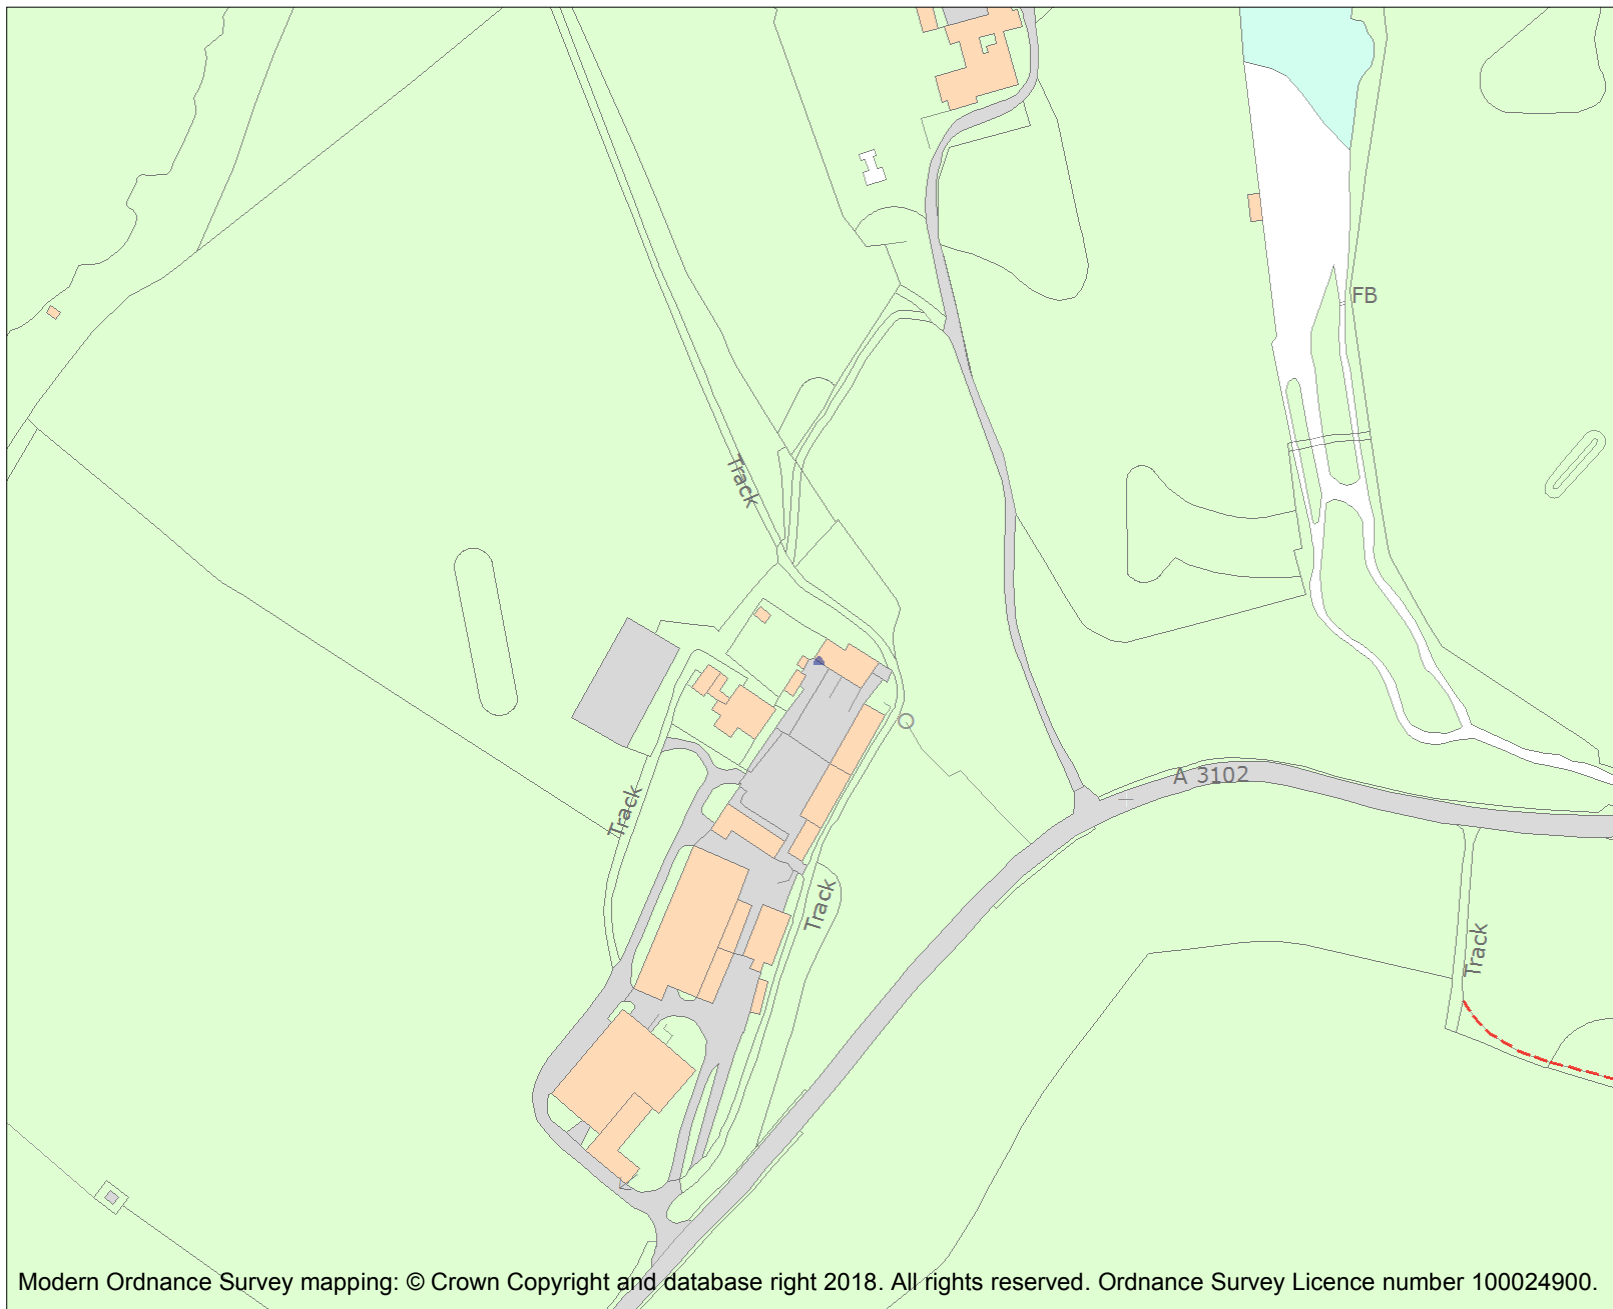 FB
Track
A 3102
Track
Track
Track
Modern Ordnance Survey mapping: © Crown Copyright and database right 2018. All rights reserved. Ordnance Survey Licence number 100024900.